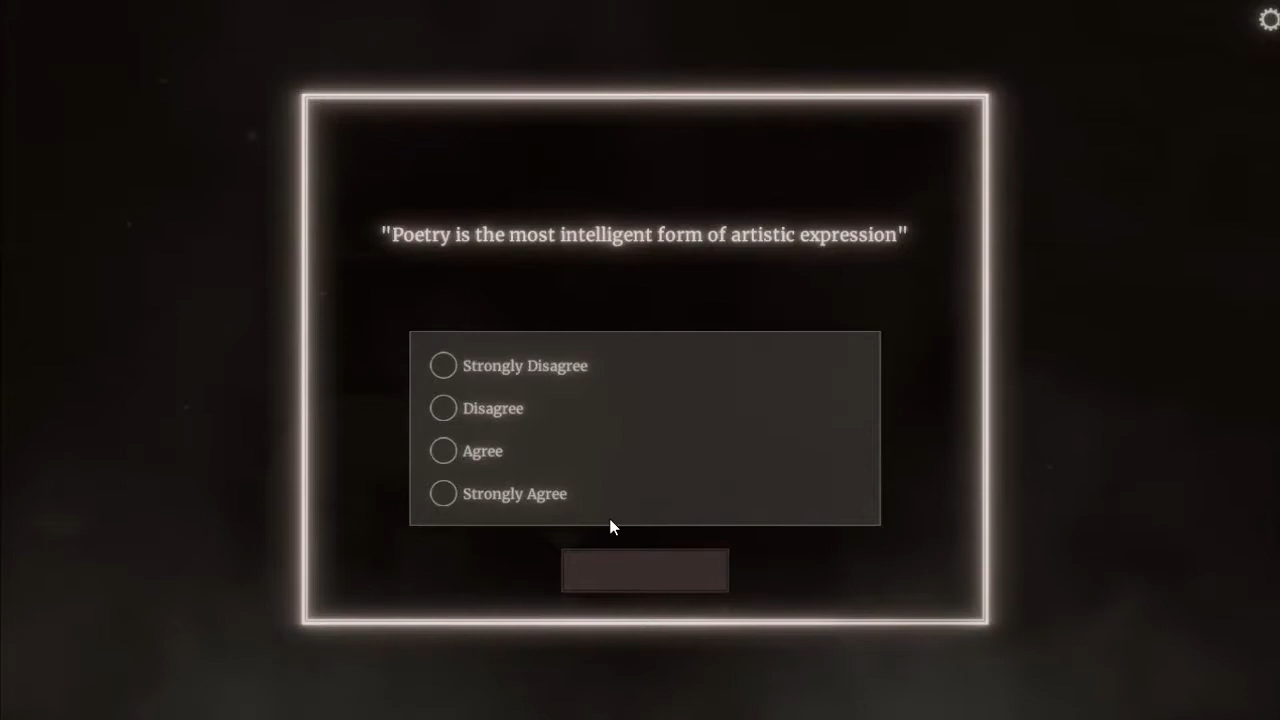 "Poetry is the most intelligent form of artistic expression"
Strongly Disagree
Disagree
Agree
Strongly Agree